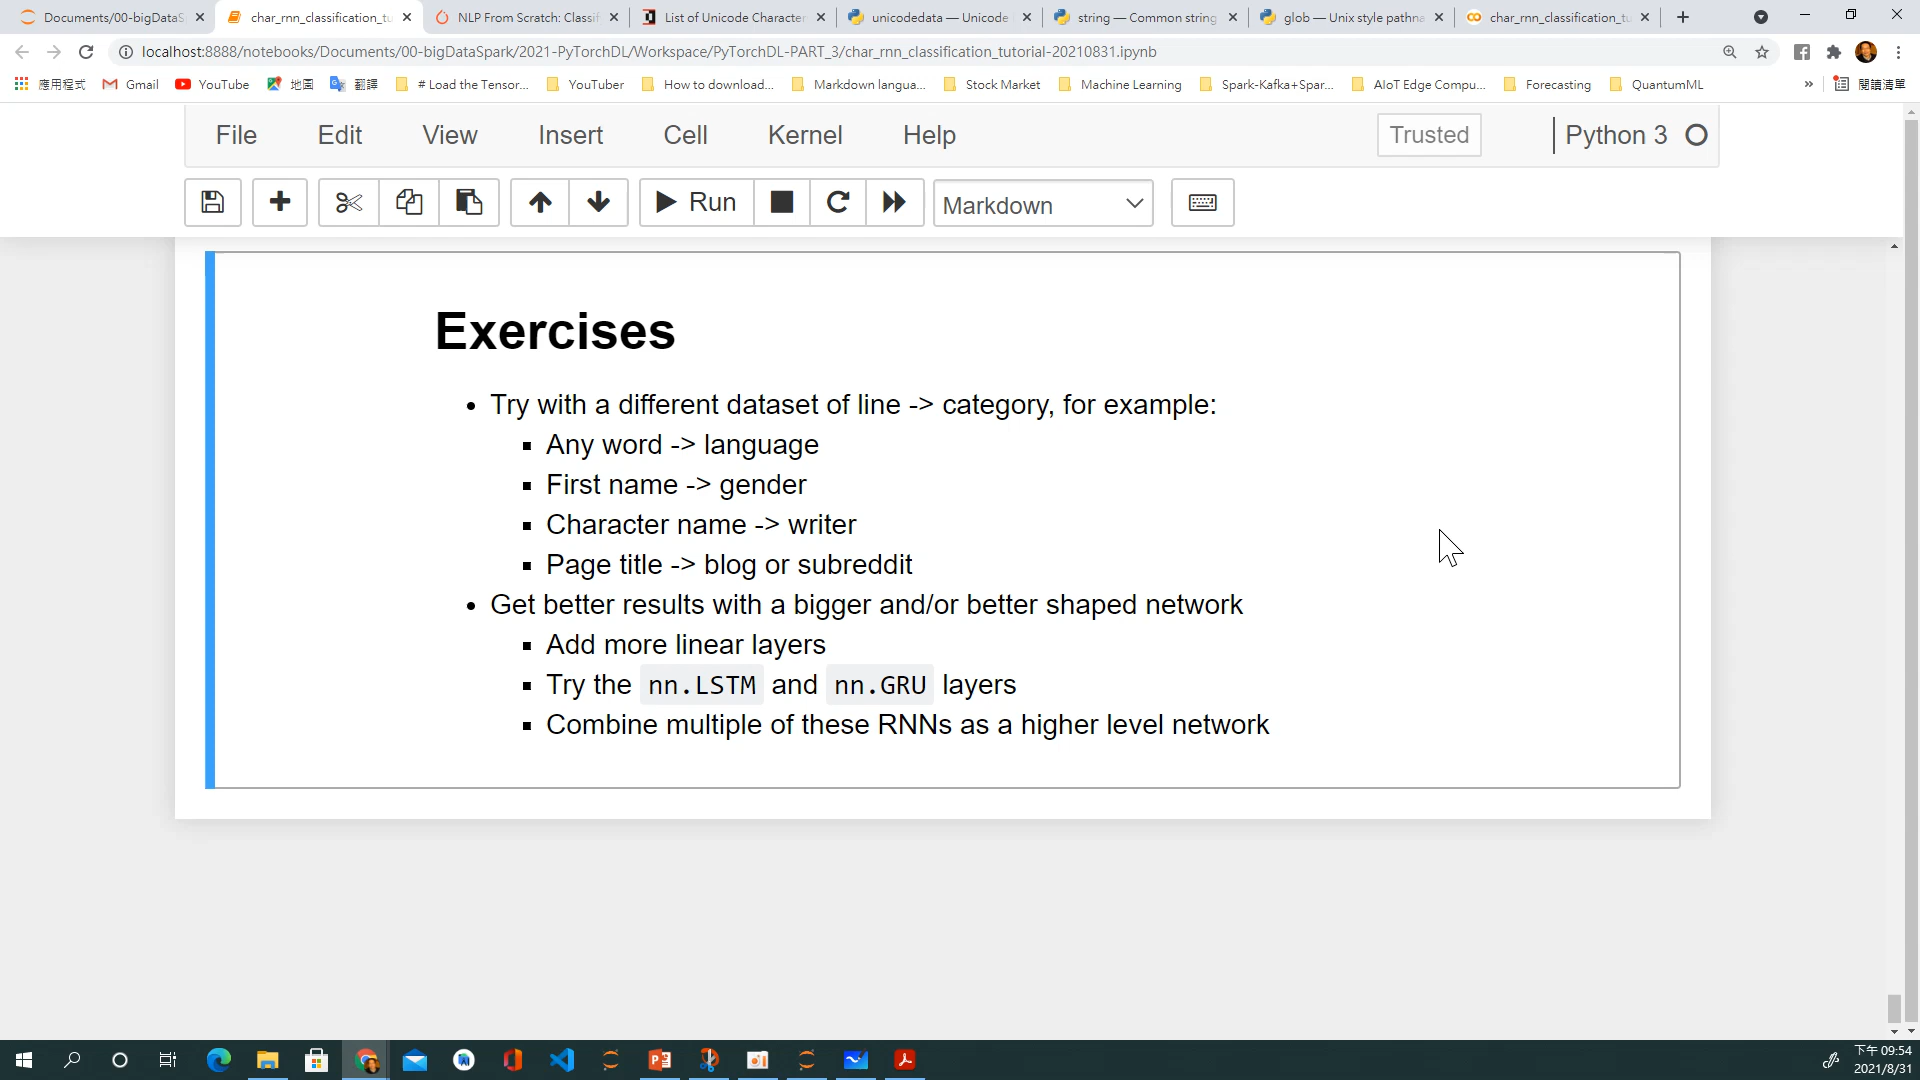 Documents/00-bigDataS
char_rnn_classification_tu
NLP From Scratch: Classif
List of Unicode Character
unicodedata — Unicode
string — Common string
glob — Unix style pathna
char_rnn_classification_tu
localhost:8888/notebooks/Documents/00-bigDataSpark/2021-PyTorchDL/Workspace/PyTorchDL-PART_3/char_rnn_classification_tutorial-20210831.ipynb
應用程式
Gmail
YouTube
地圖
翻譯
# Load the Tensor...
YouTuber
How to download...
Markdown langua...
Stock Market
Machine Learning
Spark-Kafka+Spar...
AIoT Edge Compu...
Forecasting
QuantumML
»
閱讀清單
File Edit View Insert Cell Kernel Help
Trusted
Python 3
Run
Markdown
Exercises
• Try with a different dataset of line -> category, for example:
▪ Any word -> language
▪ First name -> gender
▪ Character name -> writer
▪ Page title -> blog or subreddit
• Get better results with a bigger and/or better shaped network
▪ Add more linear layers
▪ Try the nn.LSTM and nn.GRU layers
▪ Combine multiple of these RNNs as a higher level network
下午 09:54
2021/8/31